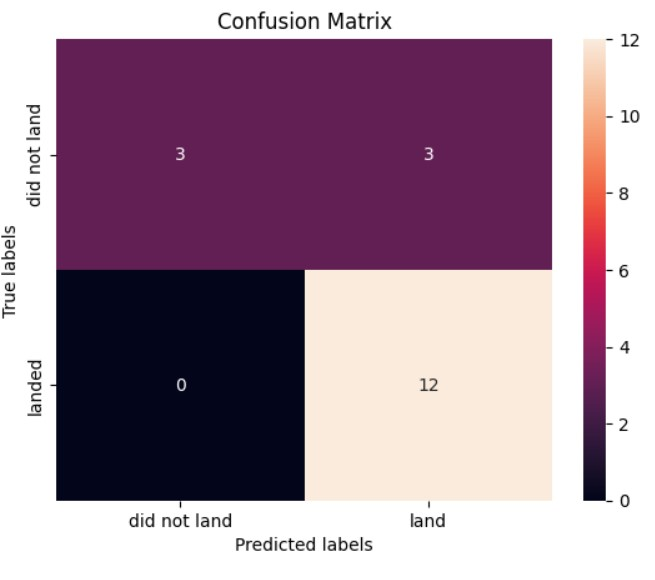 Confusion Matrix
True labels
did not land
3
3
landed
0
12
did not land
land
Predicted labels
12
10
8
6
4
2
0